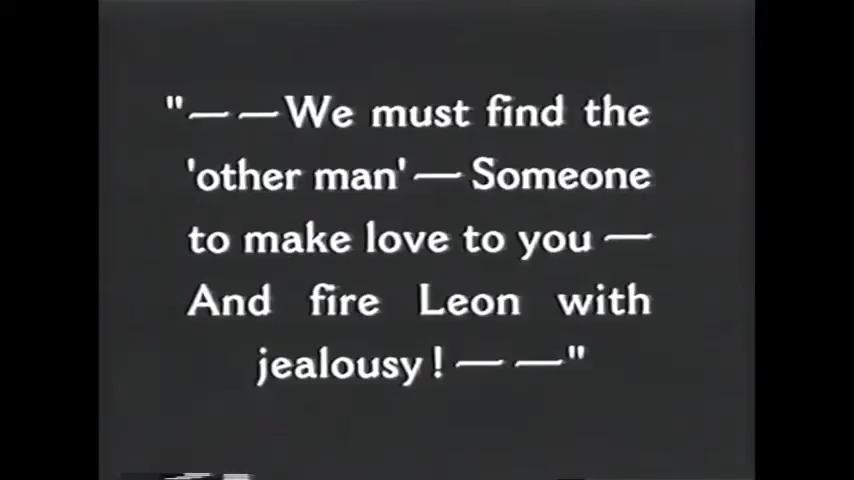 "— —We must find the
'other man'— Someone
to make love to you —
And fire Leon with
jealousy! — —"